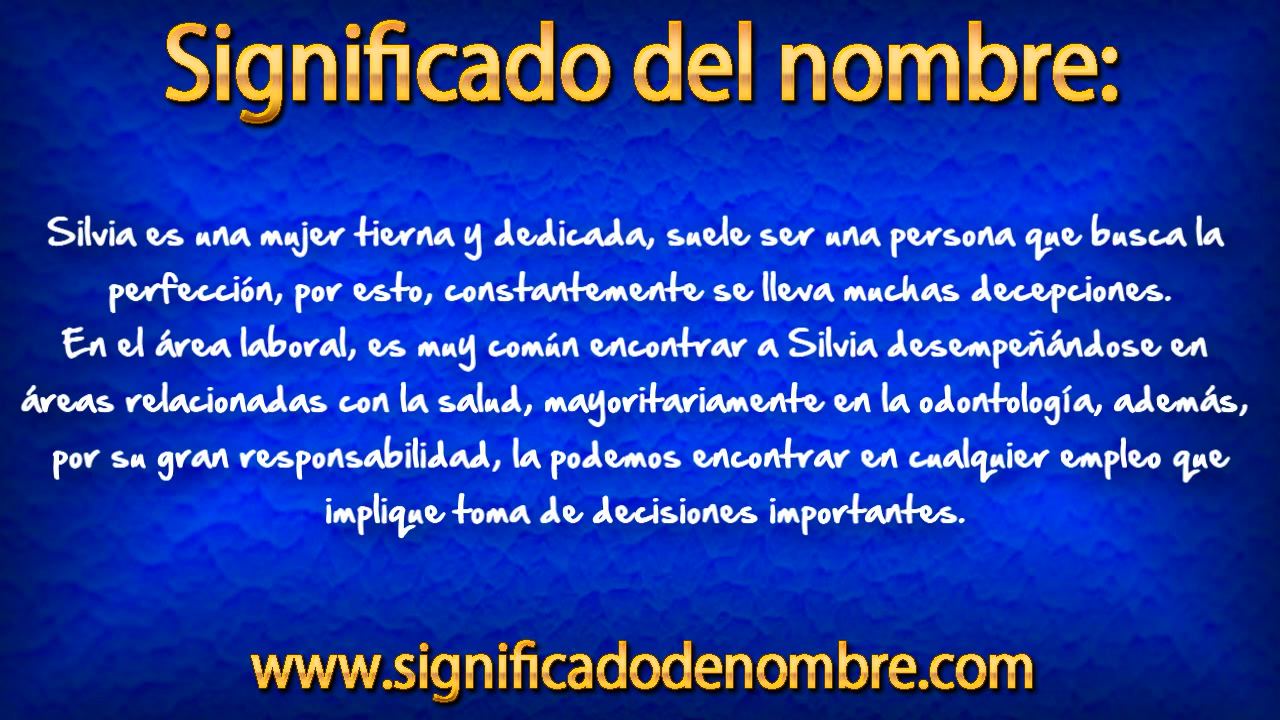 Significado del nombre:
Silvia es una mujer tierna y dedicada, suele ser una persona que busca la
perfección, por esto, constantemente se lleva muchas decepciones.
En el área laboral, es muy común encontrar a Silvia desempeñándose en
áreas relacionadas con la salud, mayoritariamente en la odontología, además,
por su gran responsabilidad, la podemos encontrar en cualquier empleo que
implique toma de decisiones importantes.
www.significadodenombre.com